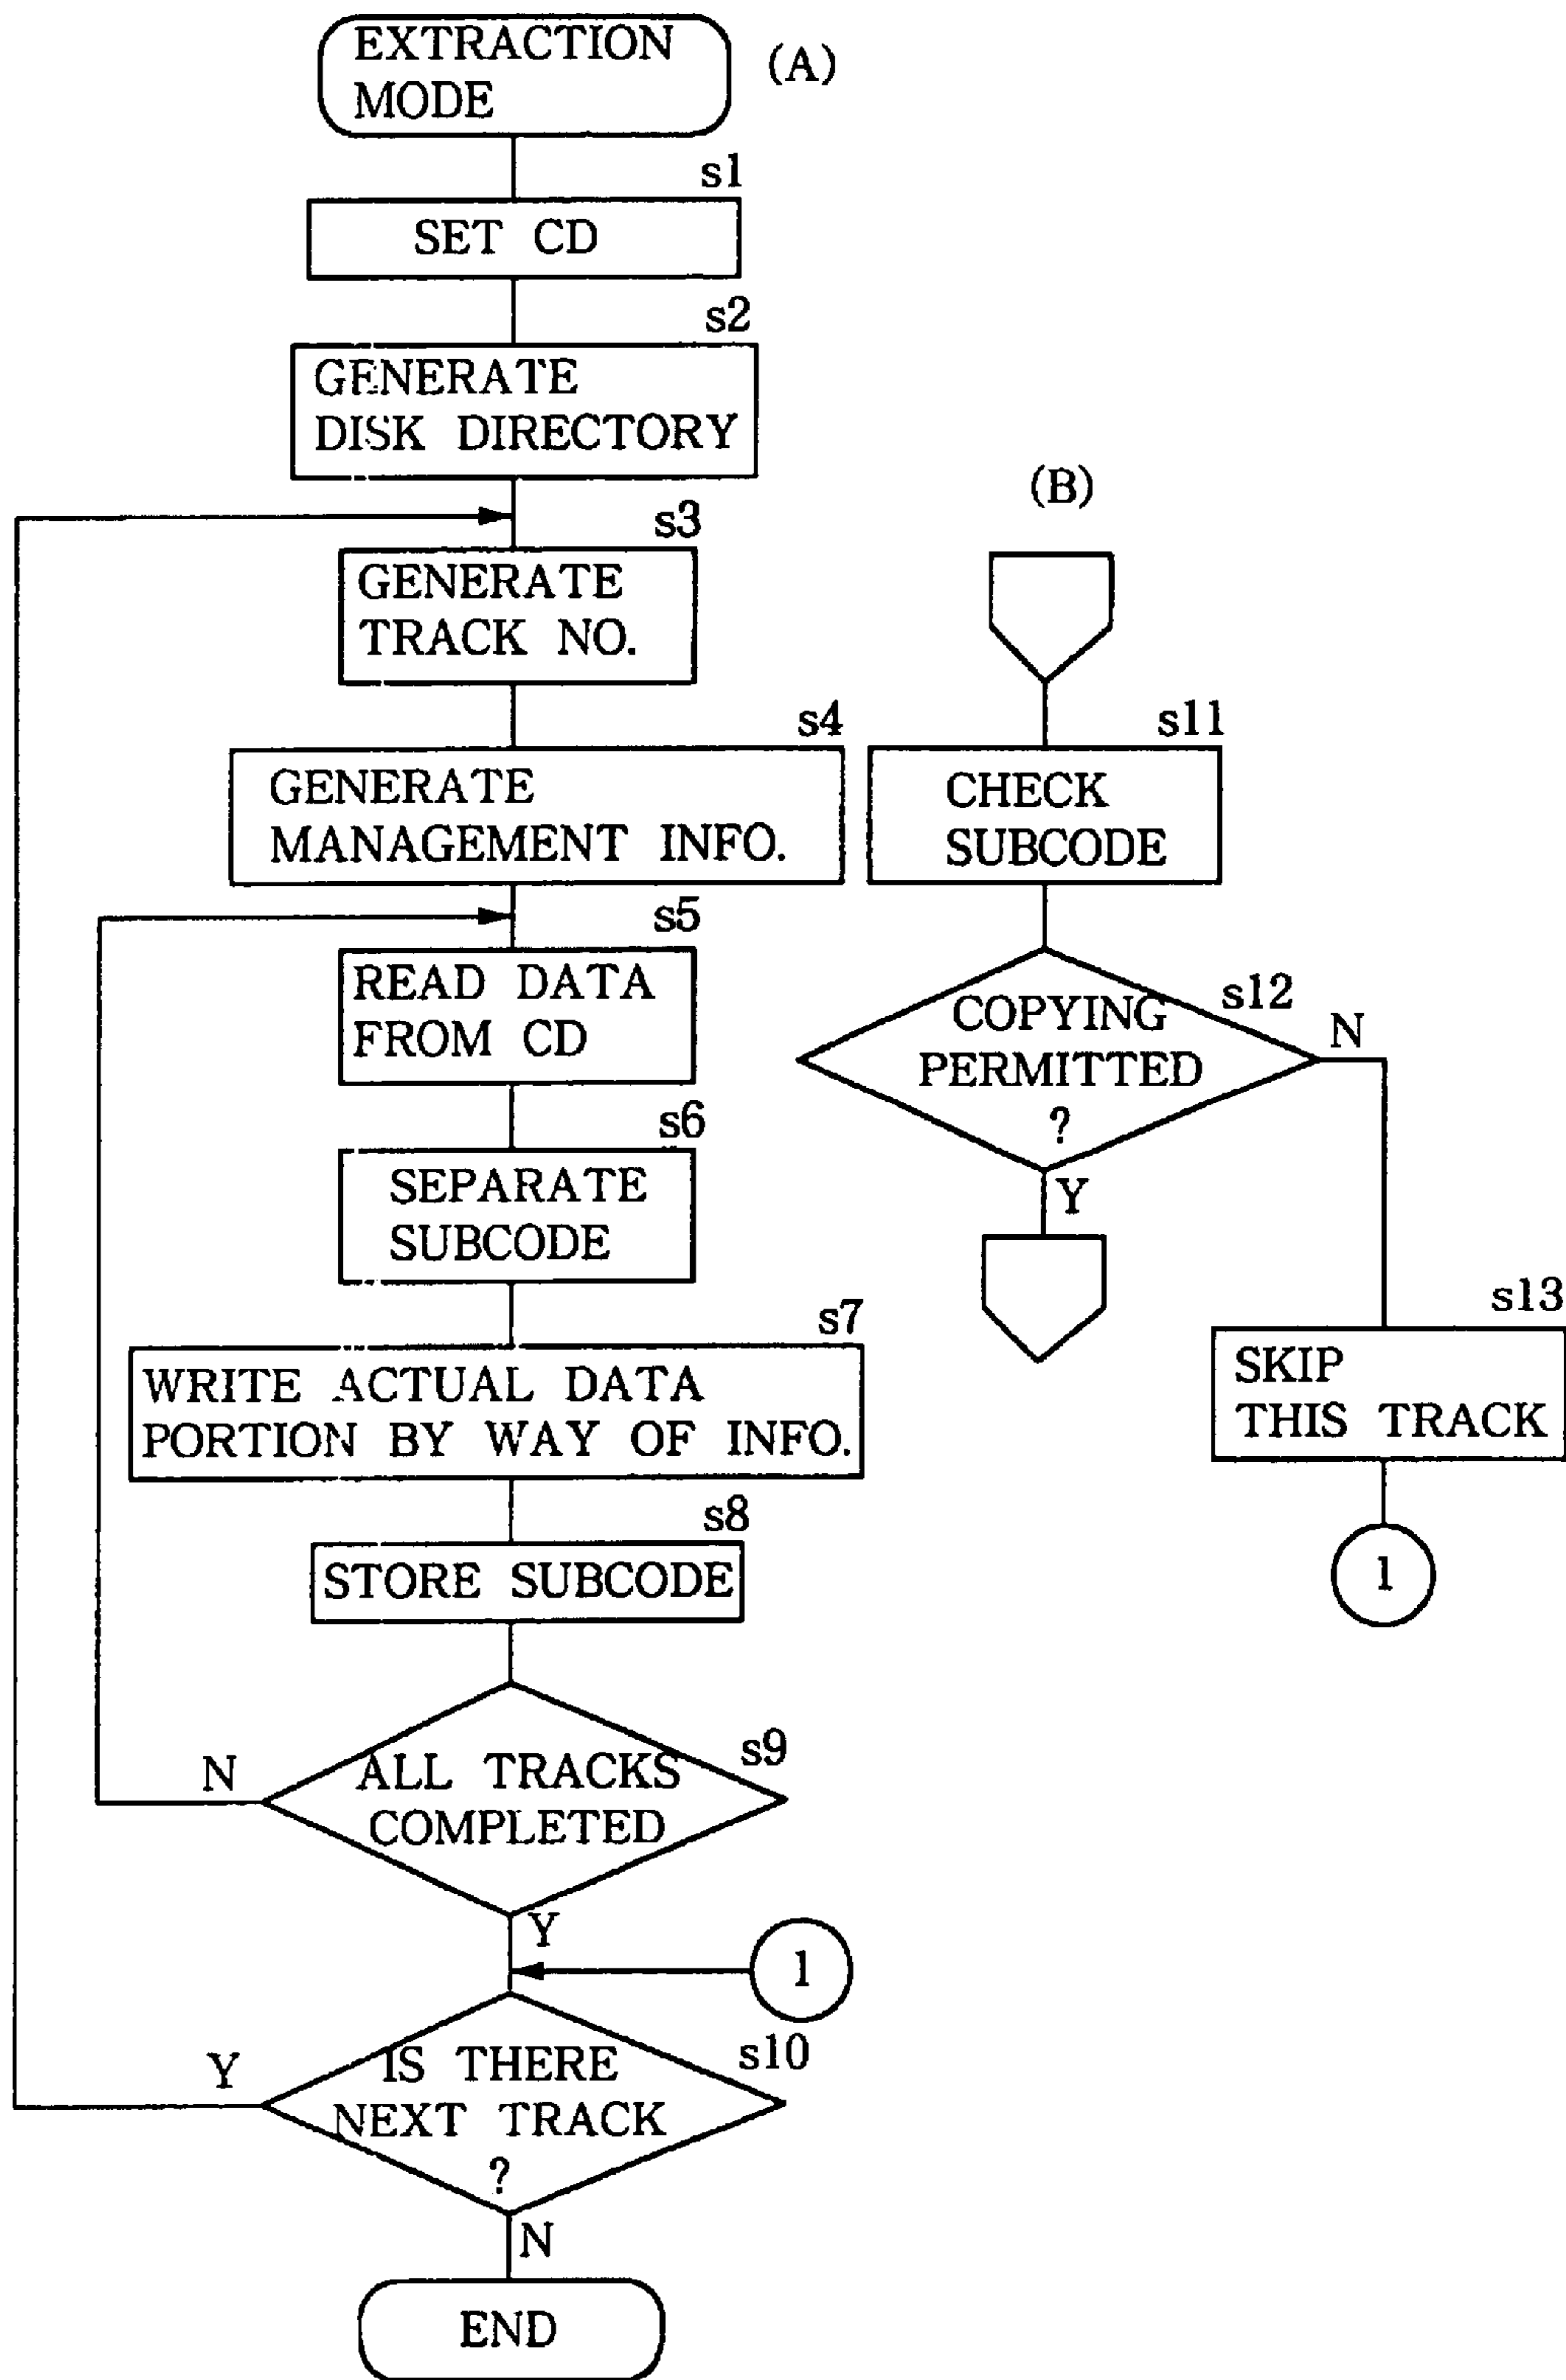 EXTRACTION
MODE
(A)
s1
SET CD
s2
GENERATE
DISK DIRECTORY
s3
GENERATE
TRACK NO.
s4
GENERATE
MANAGEMENT INFO.
s5
READ DATA
FROM CD
s6
SEPARATE
SUBCODE
s7
WRITE ACTUAL DATA
PORTION BY WAY OF INFO.
s8
STORE SUBCODE
s9
ALL TRACKS
COMPLETED
N
Y
1
s10
IS THERE
NEXT TRACK
?
Y
N
END
(B)
s11
CHECK
SUBCODE
s12
COPYING
PERMITTED
?
N
Y
s13
SKIP
THIS TRACK
1